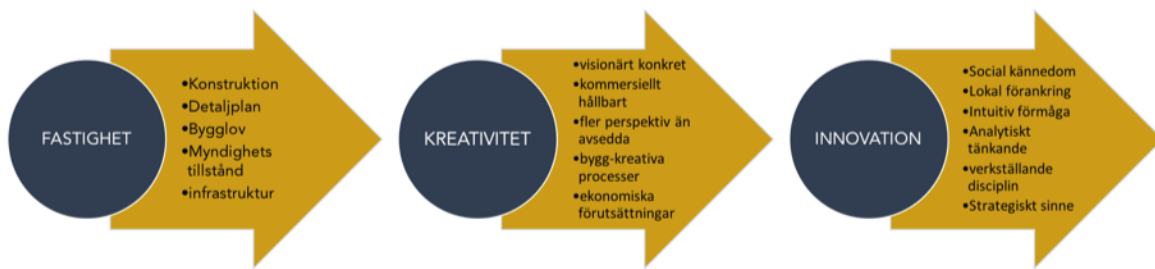 FASTIGHET
•Konstruktion
•Detaljplan
•Bygglov
•Myndighets
tillstånd
•infrastruktur
KREATIVITET
•visionärt konkret
•kommersiellt
hållbart
•fler perspektiv än
avsedda
•bygg-kreativa
processer
•ekonomiska
förutsättningar
INNOVATION
•Social kännedom
•Lokal förankring
•Intuitiv förmåga
•Analytiskt
tänkande
•verkställande
disciplin
•Strategiskt sinne